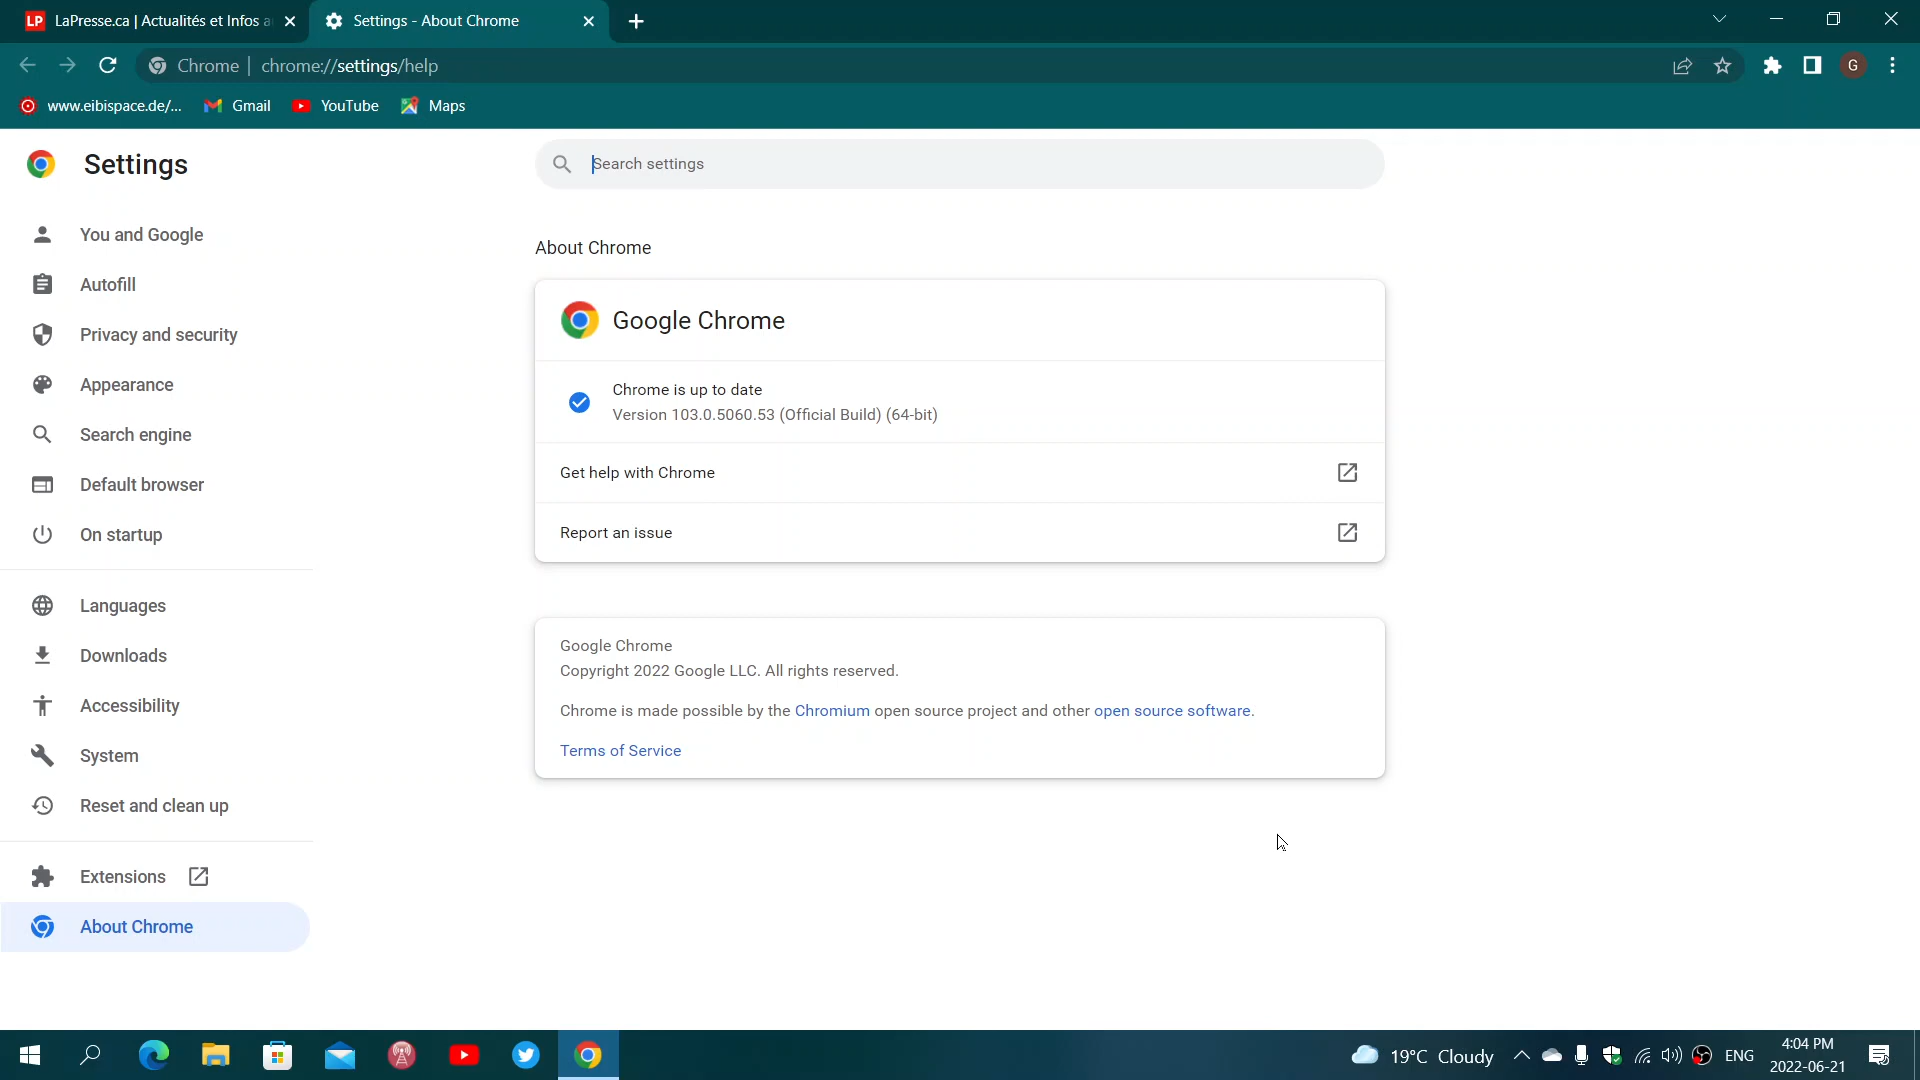 LP LaPresse.ca | Actualités et Infos a
Settings - About Chrome
Chrome | chrome://settings/help
G
www.eibispace.de/...
Gmail
YouTube
Maps
Settings
Search settings
You and Google
Autofill
Privacy and security
Appearance
Search engine
Default browser
On startup
Languages
Downloads
Accessibility
System
Reset and clean up
Extensions
About Chrome
About Chrome
Google Chrome
Chrome is up to date
Version 103.0.5060.53 (Official Build) (64-bit)
Get help with Chrome
Report an issue
Google Chrome
Copyright 2022 Google LLC. All rights reserved.
Chrome is made possible by the Chromium open source project and other open source software.
Terms of Service
19°C Cloudy
ENG
4:04 PM
2022-06-21